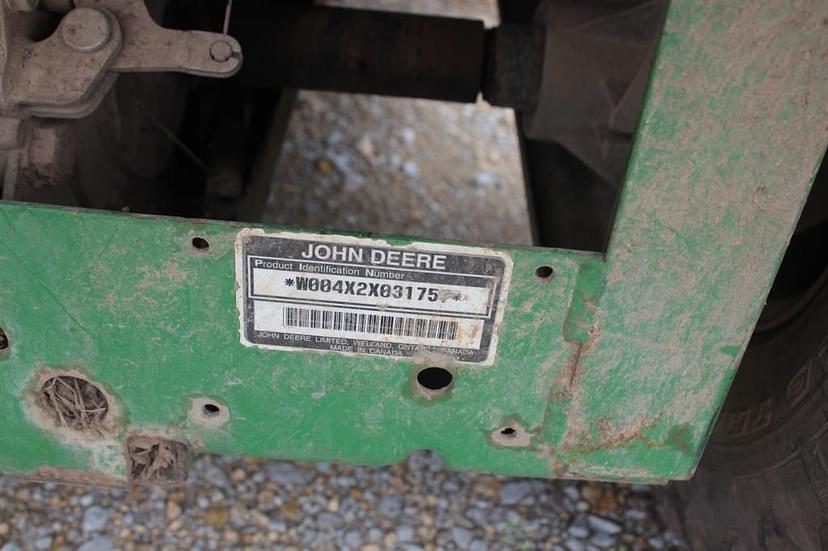 JOHN DEERE
Product Identification Number
*W004X2X03175
JOHN DEERE LIMITED, WELLAND, ONTARIO, CANADA
MADE IN CANADA